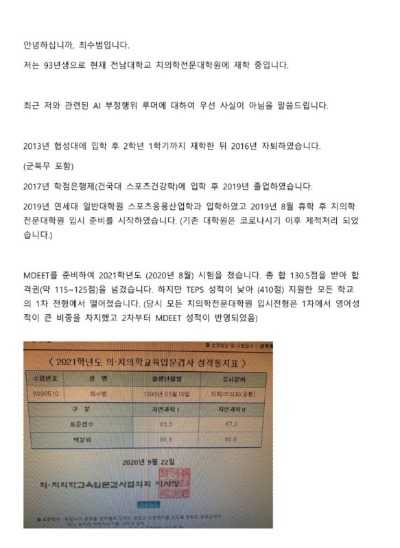 안녕하십니까, 최수범입니다.
저는 93년생으로 현재 전남대학교 치의학전문대학원에 재학 중입니다.
최근 저와 관련된 AI 부정행위 루머에 대하여 우선 사실이 아님을 말씀드립니다.
2013년 협성대에 입학 후 2학년 1학기까지 재학한 뒤 2016년 자퇴하였습니다.
(군복무 포함)
2017년 학점은행제(건국대 스포츠건강학)에 입학 후 2019년 졸업하였습니다.
2019년 연세대 일반대학원 스포츠응용산업학과 입학하였고 2019년 8월 휴학 후 치의학
전문대학원 입시 준비를 시작하였습니다. (기존 대학원은 코로나시기 이후 제적처리 되었
습니다.)
MDEET를 준비하여 2021학년도 (2020년 8월) 시험을 쳤습니다. 총 합 130.5점을 받아 합
격권(약 115~125점)을 넘겼습니다. 하지만 TEPS 성적이 낮아 (410점) 지원한 모든 학교
의 1차 전형에서 떨어졌습니다. (당시 모든 치의학전문대학원 입시전형은 1차에서 영어성
적이 큰 비중을 차지했고 2차부터 MDEET 성적이 반영되었음)
< 2021학년도 의·치의학교육입문검사 성적통지표 >
수험번호 성 명 출생년월일 응시분야
6090510 최수범
구 분 자연과학 I 자연과학 II
표준점수 63.3 67.2
백분위
2020년 9월 22일
의·치의학교육입문검사협의회 이사장